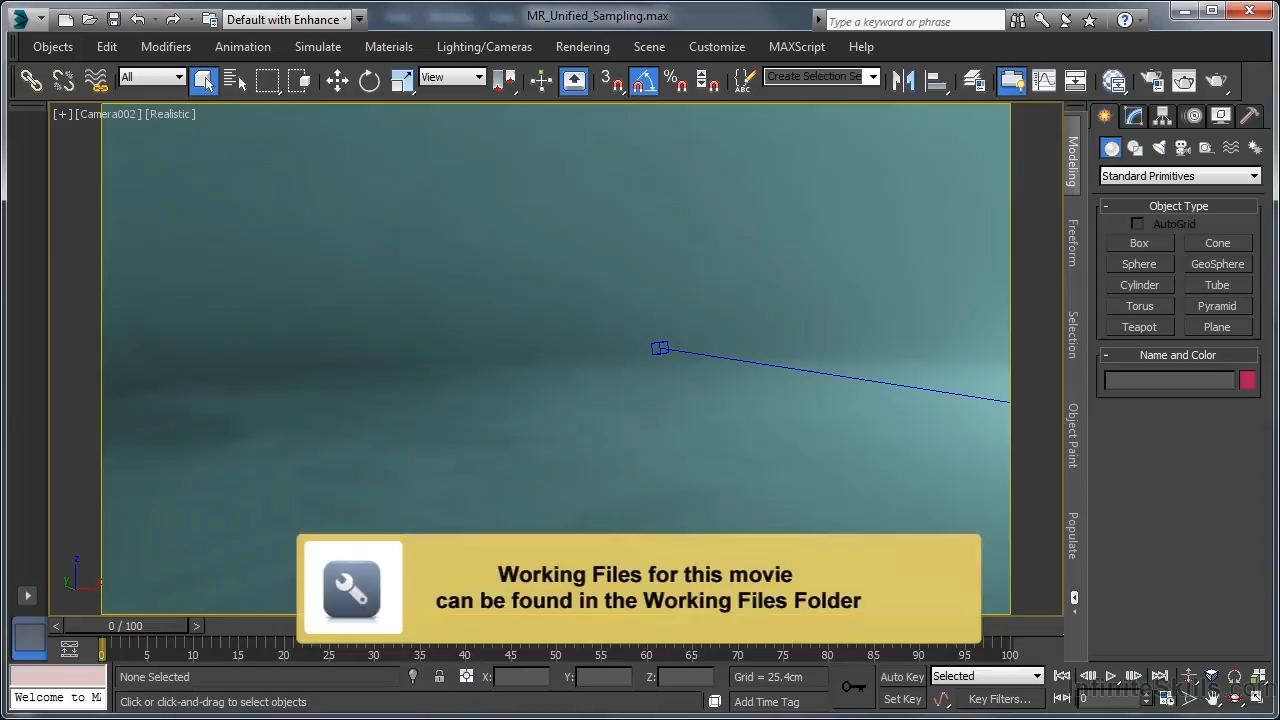 Default with Enhance
MR_Unified_Sampling.max
Type a keyword or phrase
Objects Edit Modifiers Animation Simulate Materials Lighting/Cameras Rendering Scene Customize MAXScript Help
All View 3 % ABC Create Selection Se
[+] [Camera002] [Realistic]
Modeling
Freeform
Selection
Object Paint
Populate
Standard Primitives
- Object Type
AutoGrid
Box Cone
Sphere GeoSphere
Cylinder Tube
Torus Pyramid
Teapot Plane
- Name and Color
Working Files for this movie
can be found in the Working Files Folder
z
y
< 0 / 100 >
0 5 10 15 20 25 30 35 40 45 50 55 60 65 70 75 80 85 90 95 100
None Selected X: Y: Z: Grid = 25.4cm Auto Key Selected
Welcome to MA Click or click-and-drag to select objects Add Time Tag Set Key Key Filters... 0
InfiniteSkills.com